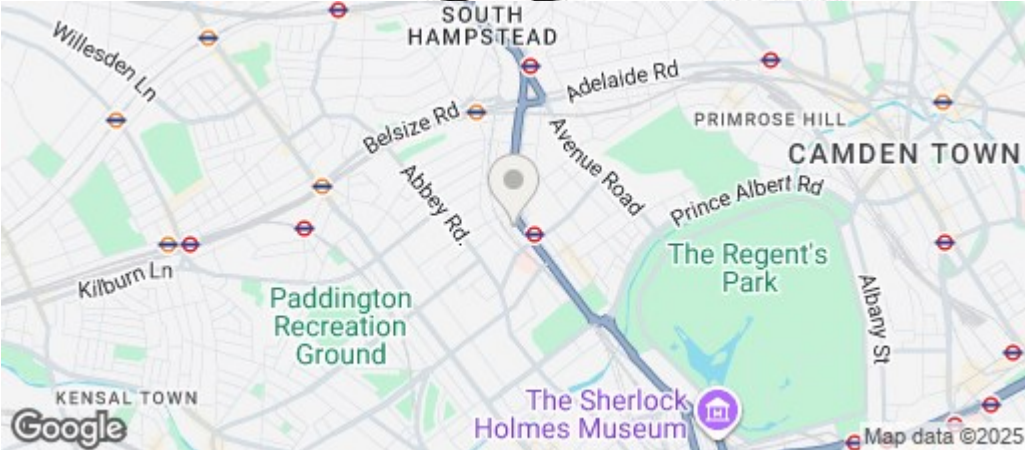 SOUTH
HAMPSTEAD
Willesden Ln
Adelaide Rd
Belsize Rd
PRIMROSE HILL
Avenue Road
CAMDEN TOWN
Abbey Rd.
Prince Albert Rd
The Regent's
Park
Kilburn Ln
Albany St
Paddington
Recreation
Ground
KENSAL TOWN
The Sherlock
Holmes Museum
Google
Map data ©2025